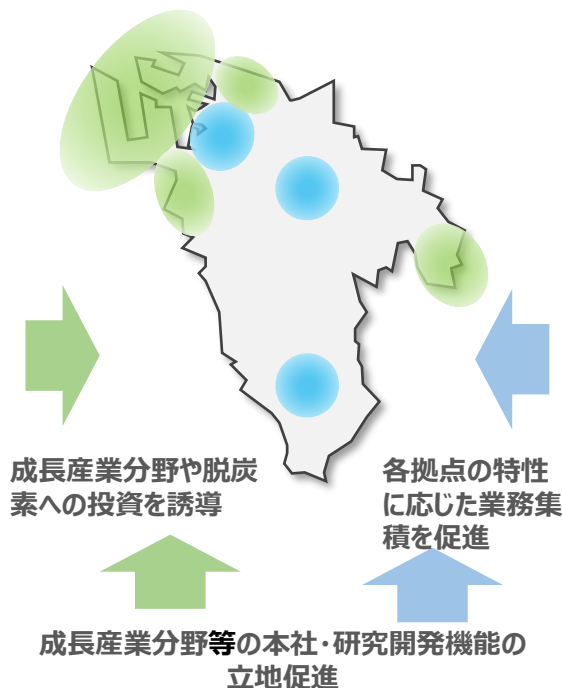 成長産業分野や脱炭
素への投資を誘導
各拠点の特性
に応じた業務集
積を促進
成長産業分野等の本社・研究開発機能の
立地促進